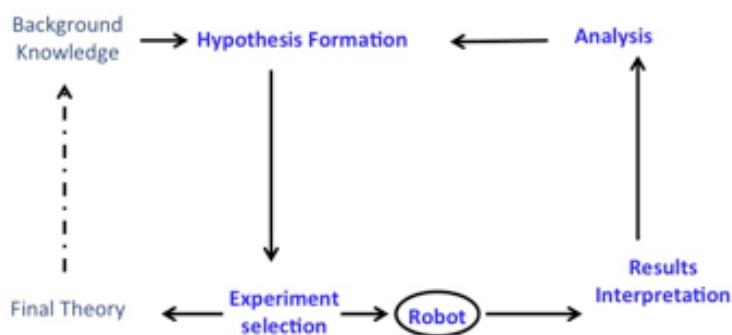 Background
Knowledge
Hypothesis Formation
Analysis
Results
Interpretation
Final Theory
Experiment
selection
Robot